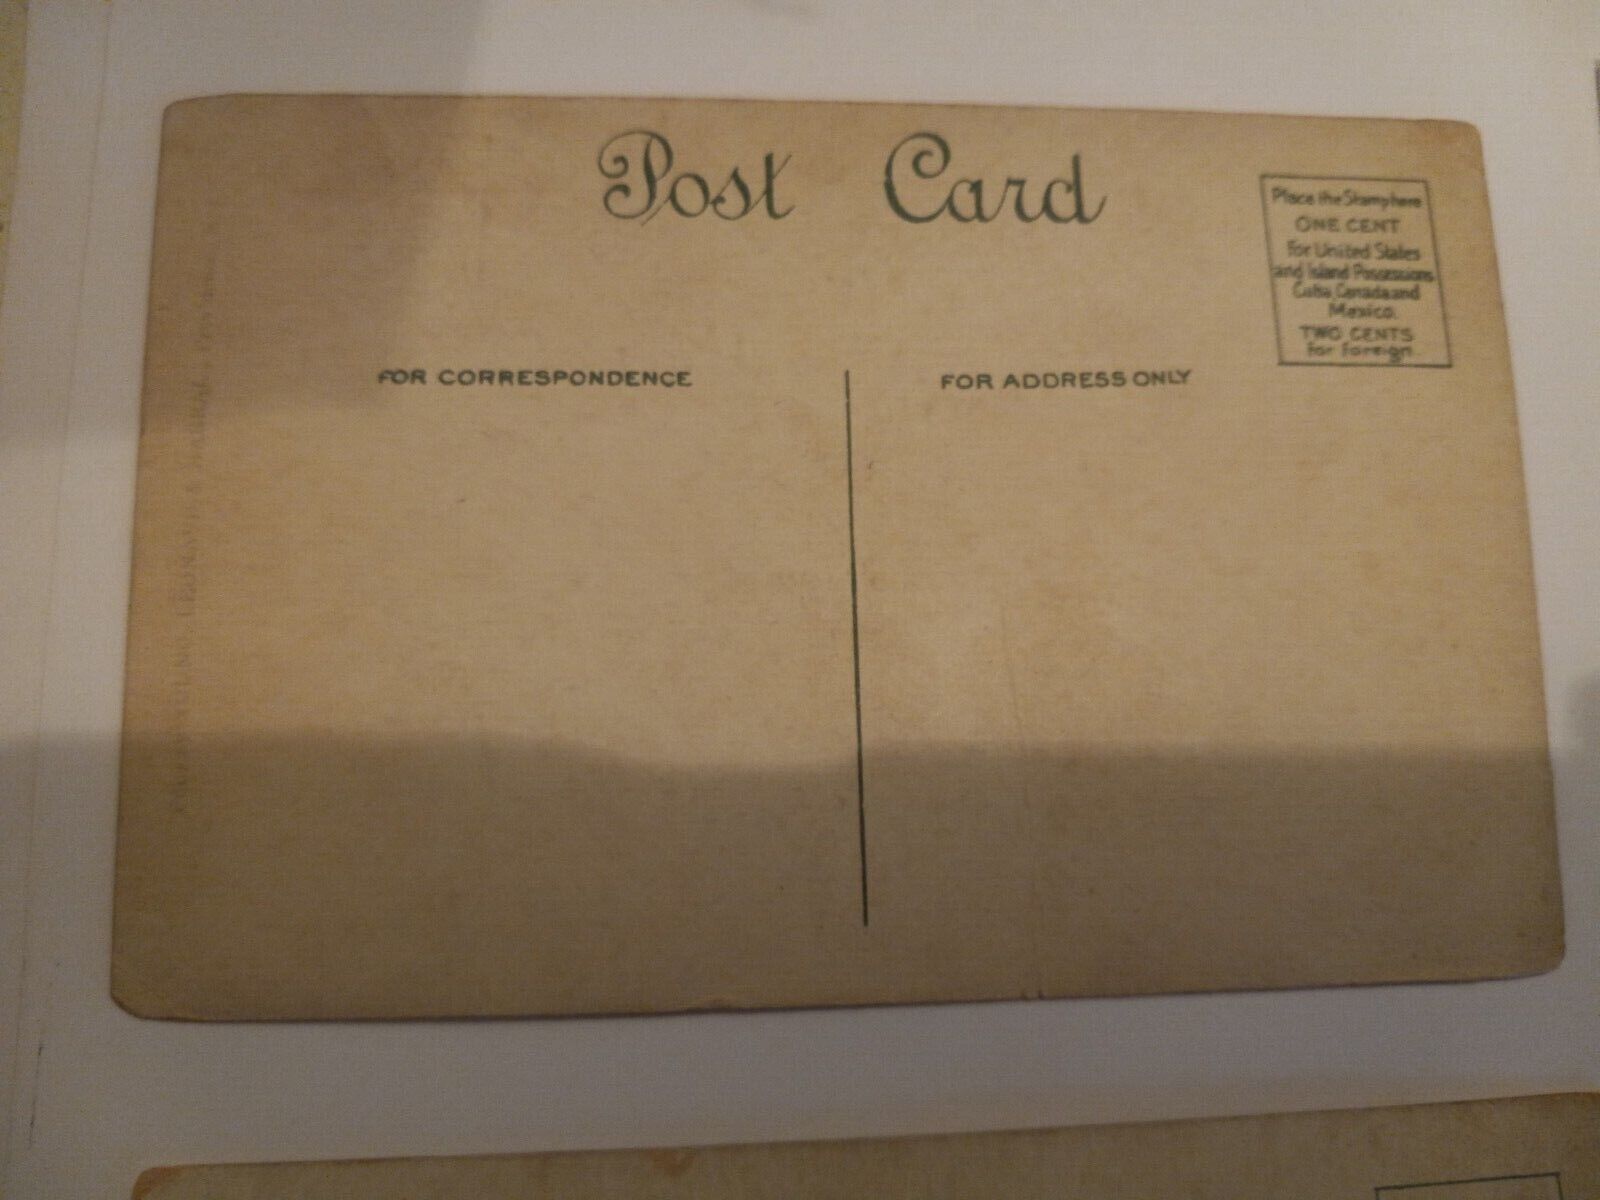 Post Card
Place the Stamp here
ONE CENT
For United States
and Island Possessions
Cuba, Canada and
Mexico.
TWO CENTS
for foreign
FOR CORRESPONDENCE
FOR ADDRESS ONLY